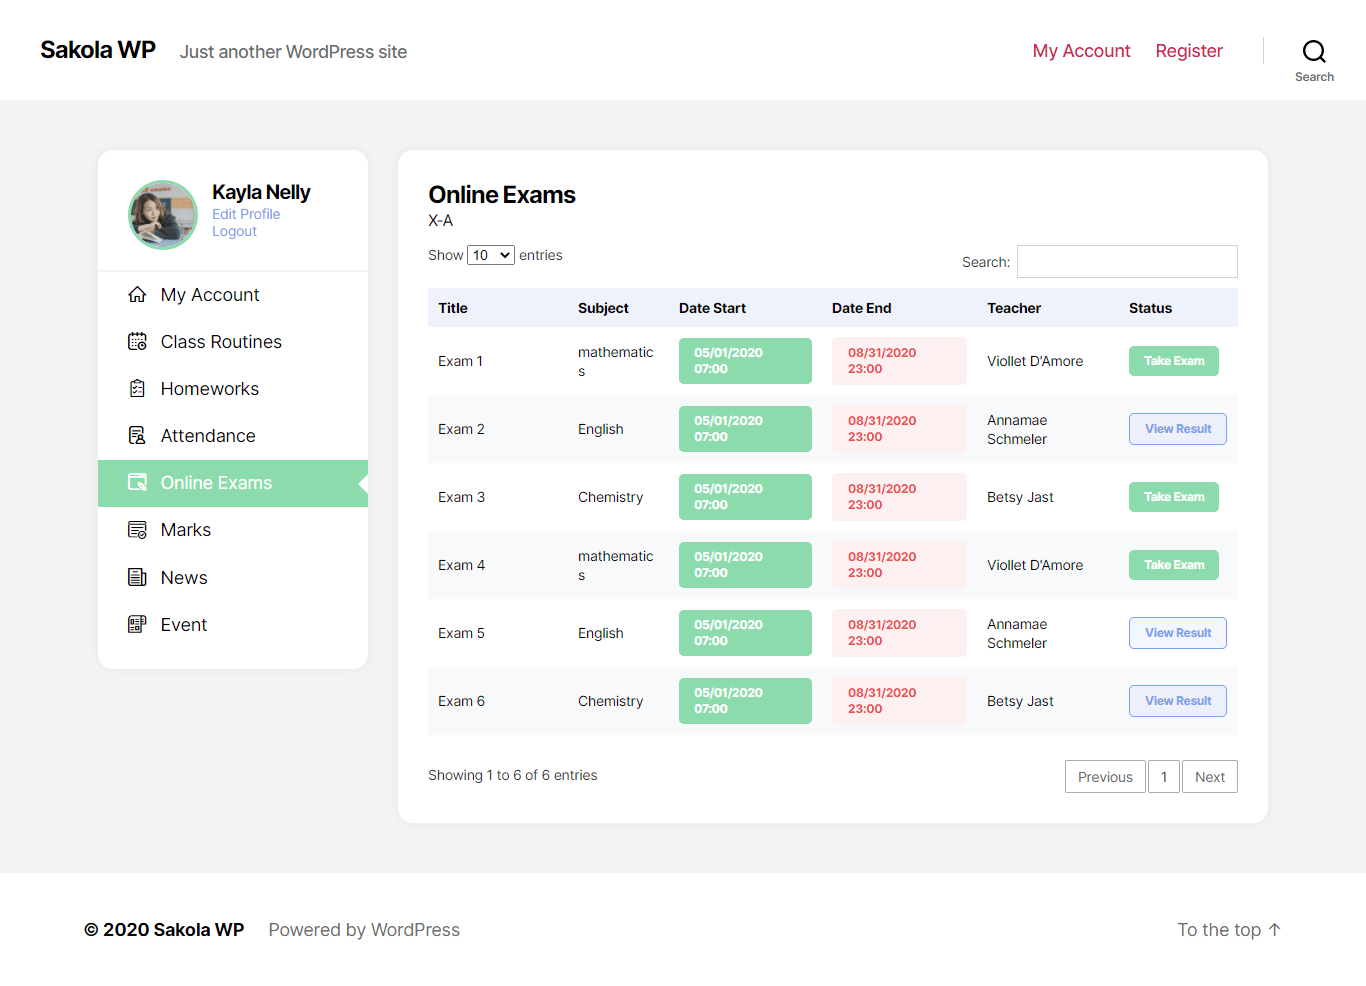 Sakola WP Just another WordPress site My Account Register
Search
Kayla Nelly
Edit Profile
Logout
My Account
Class Routines
Homeworks
Attendance
Online Exams
Marks
News
Event
Online Exams
X-A
Show 10 entries
Search:
Title Subject Date Start Date End Teacher Status
Exam 1 mathematic
s 05/01/2020
07:00 08/31/2020
23:00 Viollet D'Amore Take Exam
Exam 2 English 05/01/2020
07:00 08/31/2020
23:00 Annamae
Schmeler View Result
Exam 3 Chemistry 05/01/2020
07:00 08/31/2020
23:00 Betsy Jast Take Exam
Exam 4 mathematic
s 05/01/2020
07:00 08/31/2020
23:00 Viollet D'Amore Take Exam
Exam 5 English 05/01/2020
07:00 08/31/2020
23:00 Annamae
Schmeler View Result
Exam 6 Chemistry 05/01/2020
07:00 08/31/2020
23:00 Betsy Jast View Result
Showing 1 to 6 of 6 entries
Previous 1 Next
© 2020 Sakola WP Powered by WordPress To the top ↑